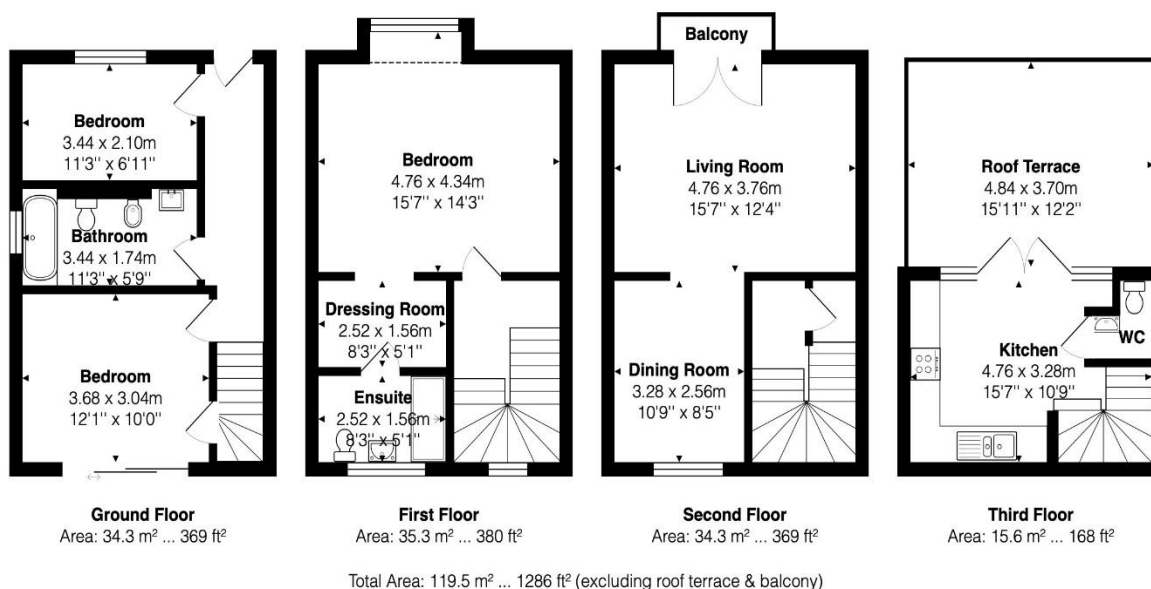 Bedroom
3.44 x 2.10m
11'3'' x 6'11''
Bathroom
3.44 x 1.74m
11'3'' x 5'9''
Bedroom
3.68 x 3.04m
12'1'' x 10'0''
Ground Floor
Area: 34.3 m² ... 369 ft²
Bedroom
4.76 x 4.34m
15'7'' x 14'3''
Dressing Room
2.52 x 1.56m
8'3'' x 5'1''
Ensuite
2.52 x 1.56m
8'3'' x 5'1''
First Floor
Area: 35.3 m² ... 380 ft²
Balcony
Living Room
4.76 x 3.76m
15'7'' x 12'4''
Dining Room
3.28 x 2.56m
10'9'' x 8'5''
Second Floor
Area: 34.3 m² ... 369 ft²
Roof Terrace
4.84 x 3.70m
15'11'' x 12'2''
WC
Kitchen
4.76 x 3.28m
15'7'' x 10'9''
Third Floor
Area: 15.6 m² ... 168 ft²
Total Area: 119.5 m² ... 1286 ft² (excluding roof terrace & balcony)